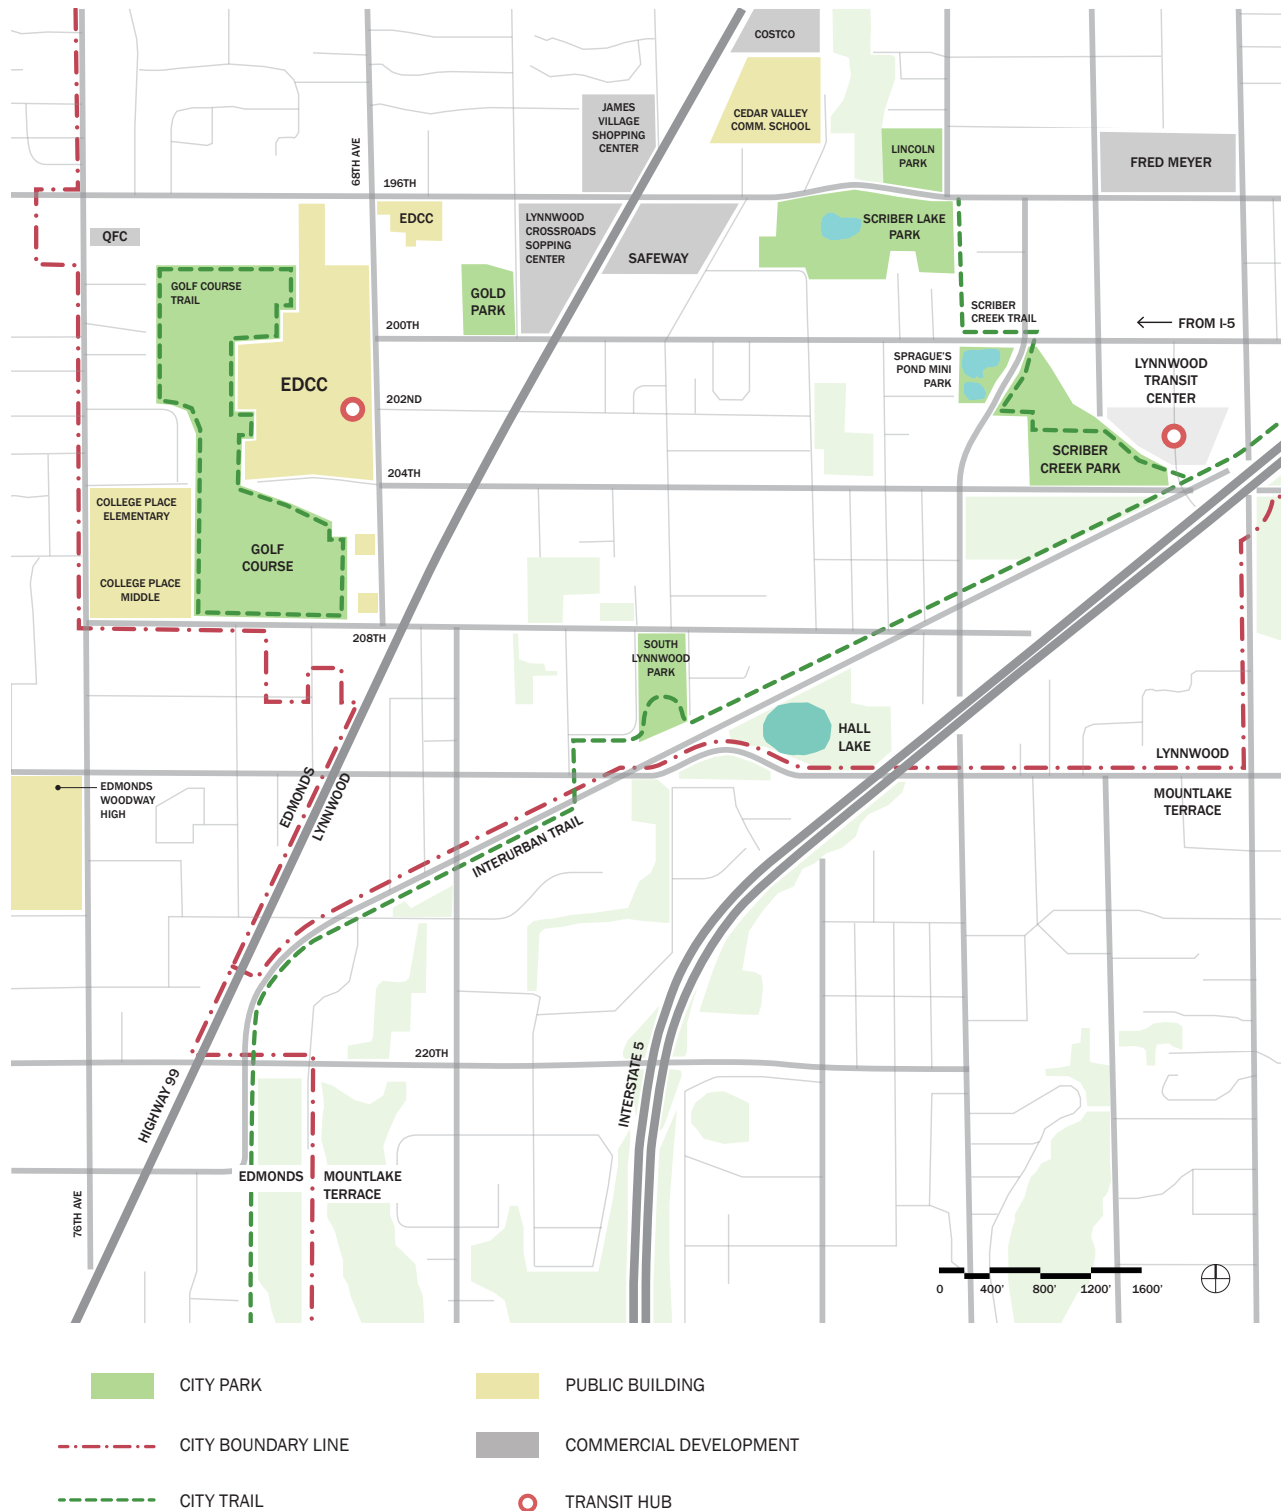 COSTCO
JAMES
VILLAGE
SHOPPING
CENTER
CEDAR VALLEY
COMM. SCHOOL
LINCOLN
PARK
FRED MEYER
68TH AVE
196TH
EDCC
LYNNWOOD
CROSSROADS
SOPPING
CENTER
SAFEWAY
SCRIBER LAKE
PARK
QFC
GOLF COURSE
TRAIL
GOLD
PARK
200TH
SCRIBER
CREEK TRAIL
FROM I-5
SPRAGUE'S
POND MINI
PARK
LYNNWOOD
TRANSIT
CENTER
EDCC
202ND
SCRIBER
CREEK PARK
204TH
COLLEGE PLACE
ELEMENTARY
GOLF
COURSE
COLLEGE PLACE
MIDDLE
208TH
SOUTH
LYNNWOOD
PARK
HALL
LAKE
LYNNWOOD
MOUNTLAKE
TERRACE
EDMONDS
LYNNWOOD
EDMONDS
WOODWAY
HIGH
INTERURBAN TRAIL
220TH
HIGHWAY 99
INTERSTATE 5
EDMONDS
MOUNTLAKE
TERRACE
76TH AVE
0 400' 800' 1200' 1600'
CITY PARK
PUBLIC BUILDING
CITY BOUNDARY LINE
COMMERCIAL DEVELOPMENT
CITY TRAIL
TRANSIT HUB